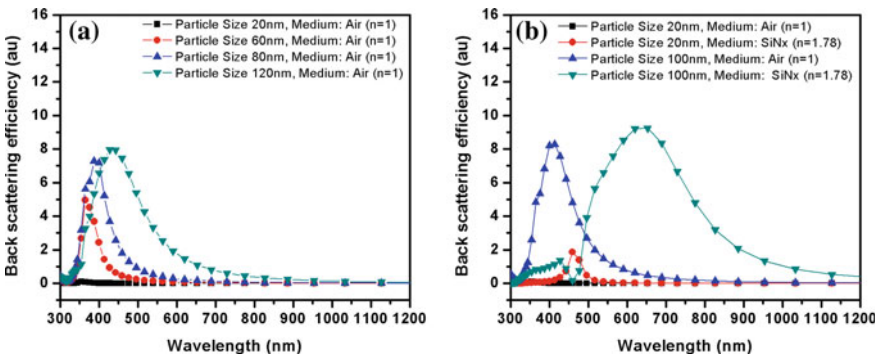 (a)
Particle Size 20nm, Medium: Air (n=1)
Particle Size 60nm, Medium: Air (n=1)
Particle Size 80nm, Medium: Air (n=1)
Particle Size 120nm, Medium: Air (n=1)
Back scattering efficiency (au)
16
14
12
10
8
6
4
2
0
300 400 500 600 700 800 900 1000 1100 1200
Wavelength (nm)
(b)
Particle Size 20nm, Medium: Air (n=1)
Particle Size 20nm, Medium: SiNx (n=1.78)
Particle Size 100nm, Medium: Air (n=1)
Particle Size 100nm, Medium: SiNx (n=1.78)
Back scattering efficiency (au)
16
14
12
10
8
6
4
2
0
300 400 500 600 700 800 900 1000 1100 1200
Wavelength (nm)